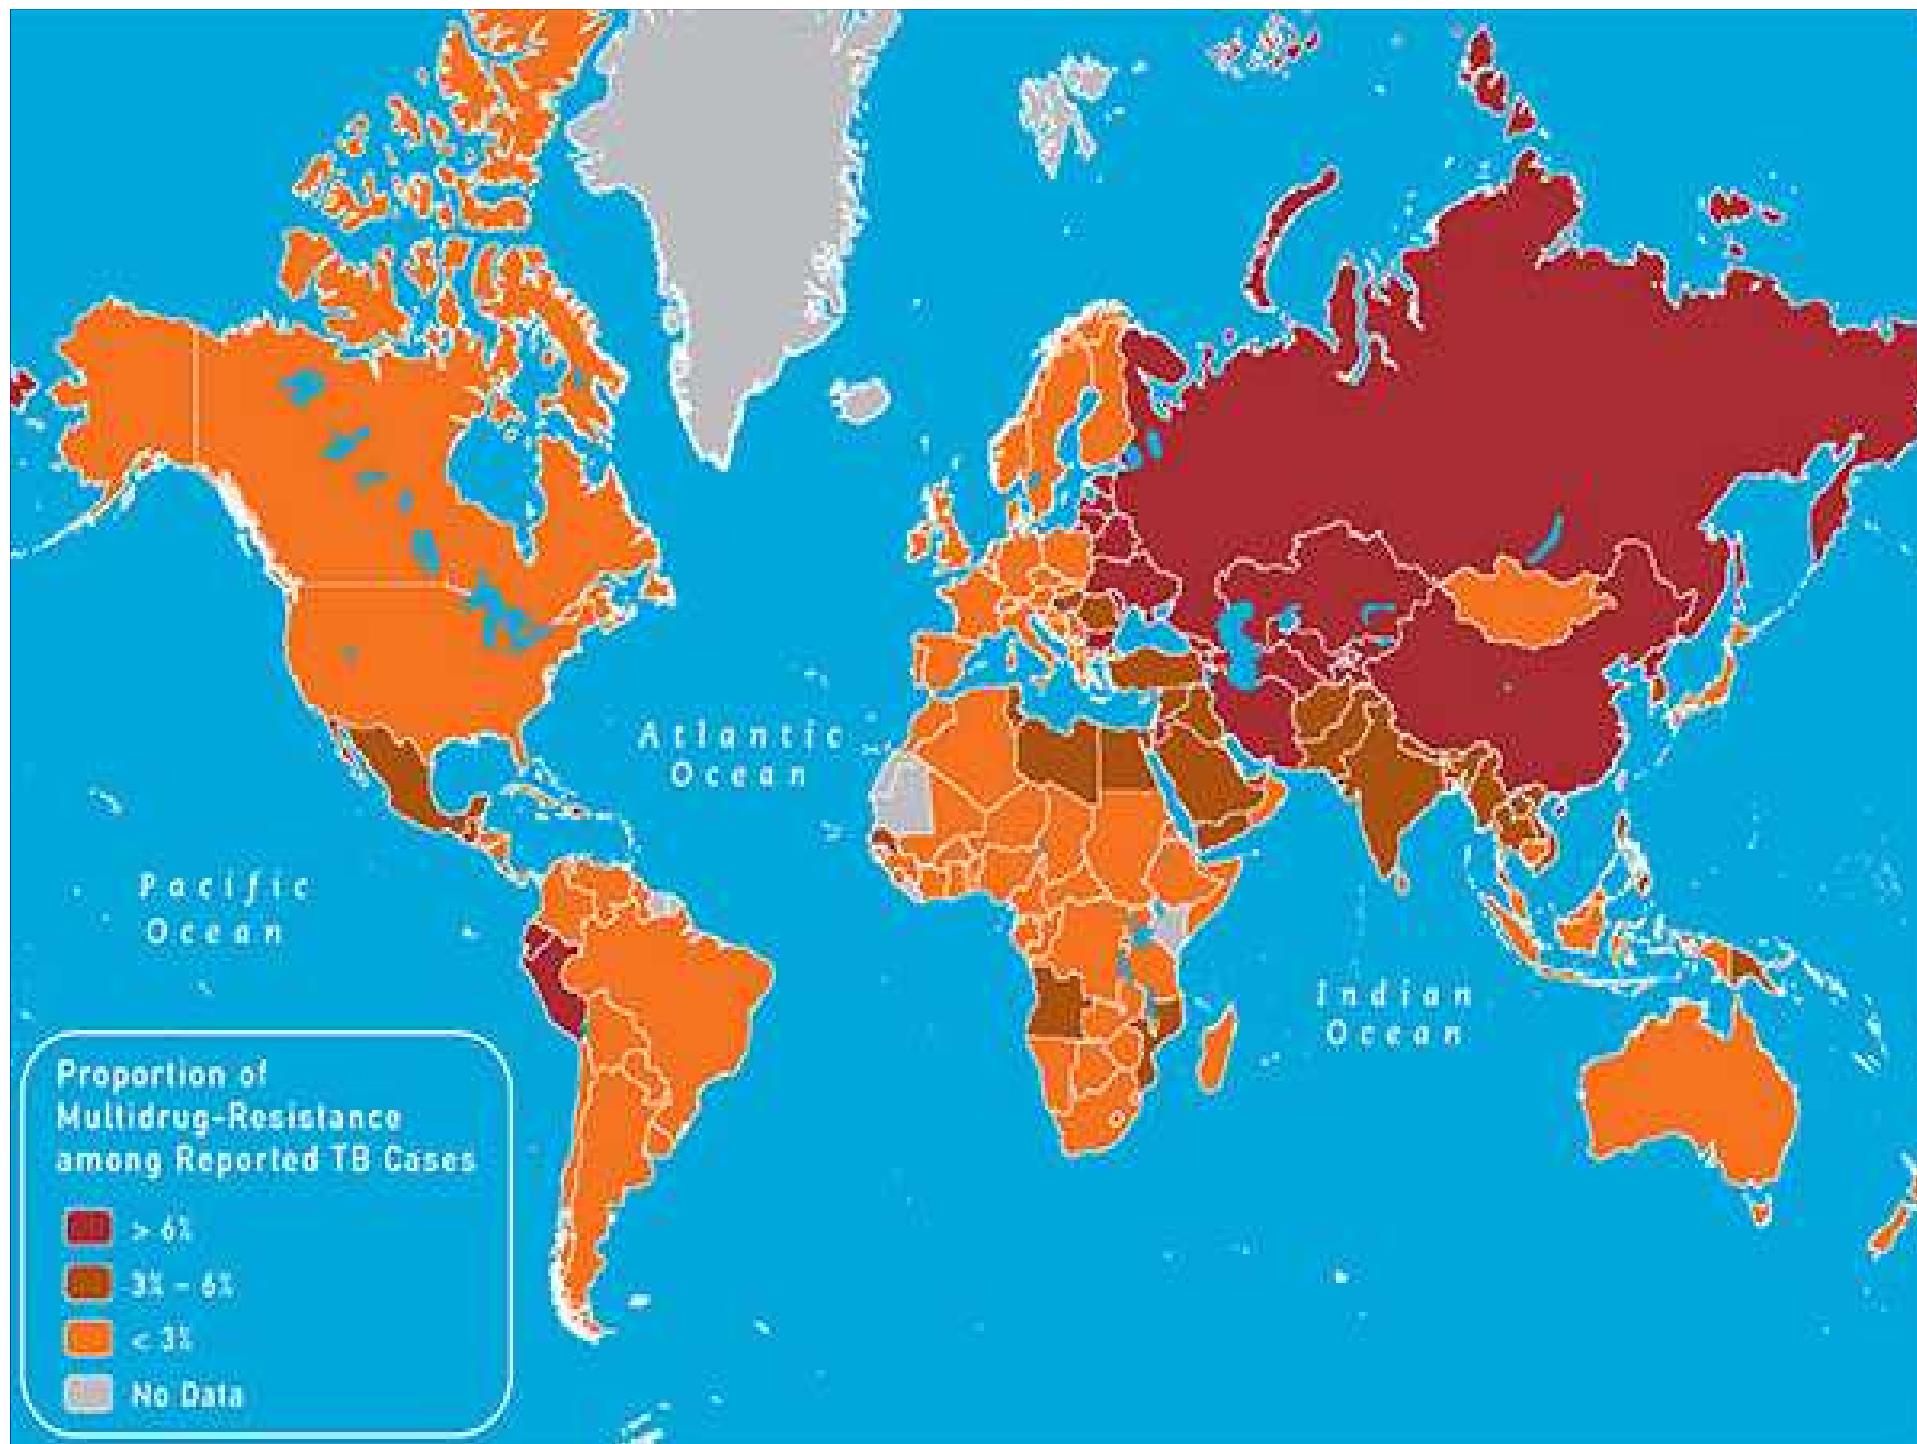 Atlantic
Ocean
Pacific
Ocean
Indian
Ocean
Proportion of
Multidrug-Resistance
among Reported TB Cases
> 6%
3% - 6%
< 3%
No Data